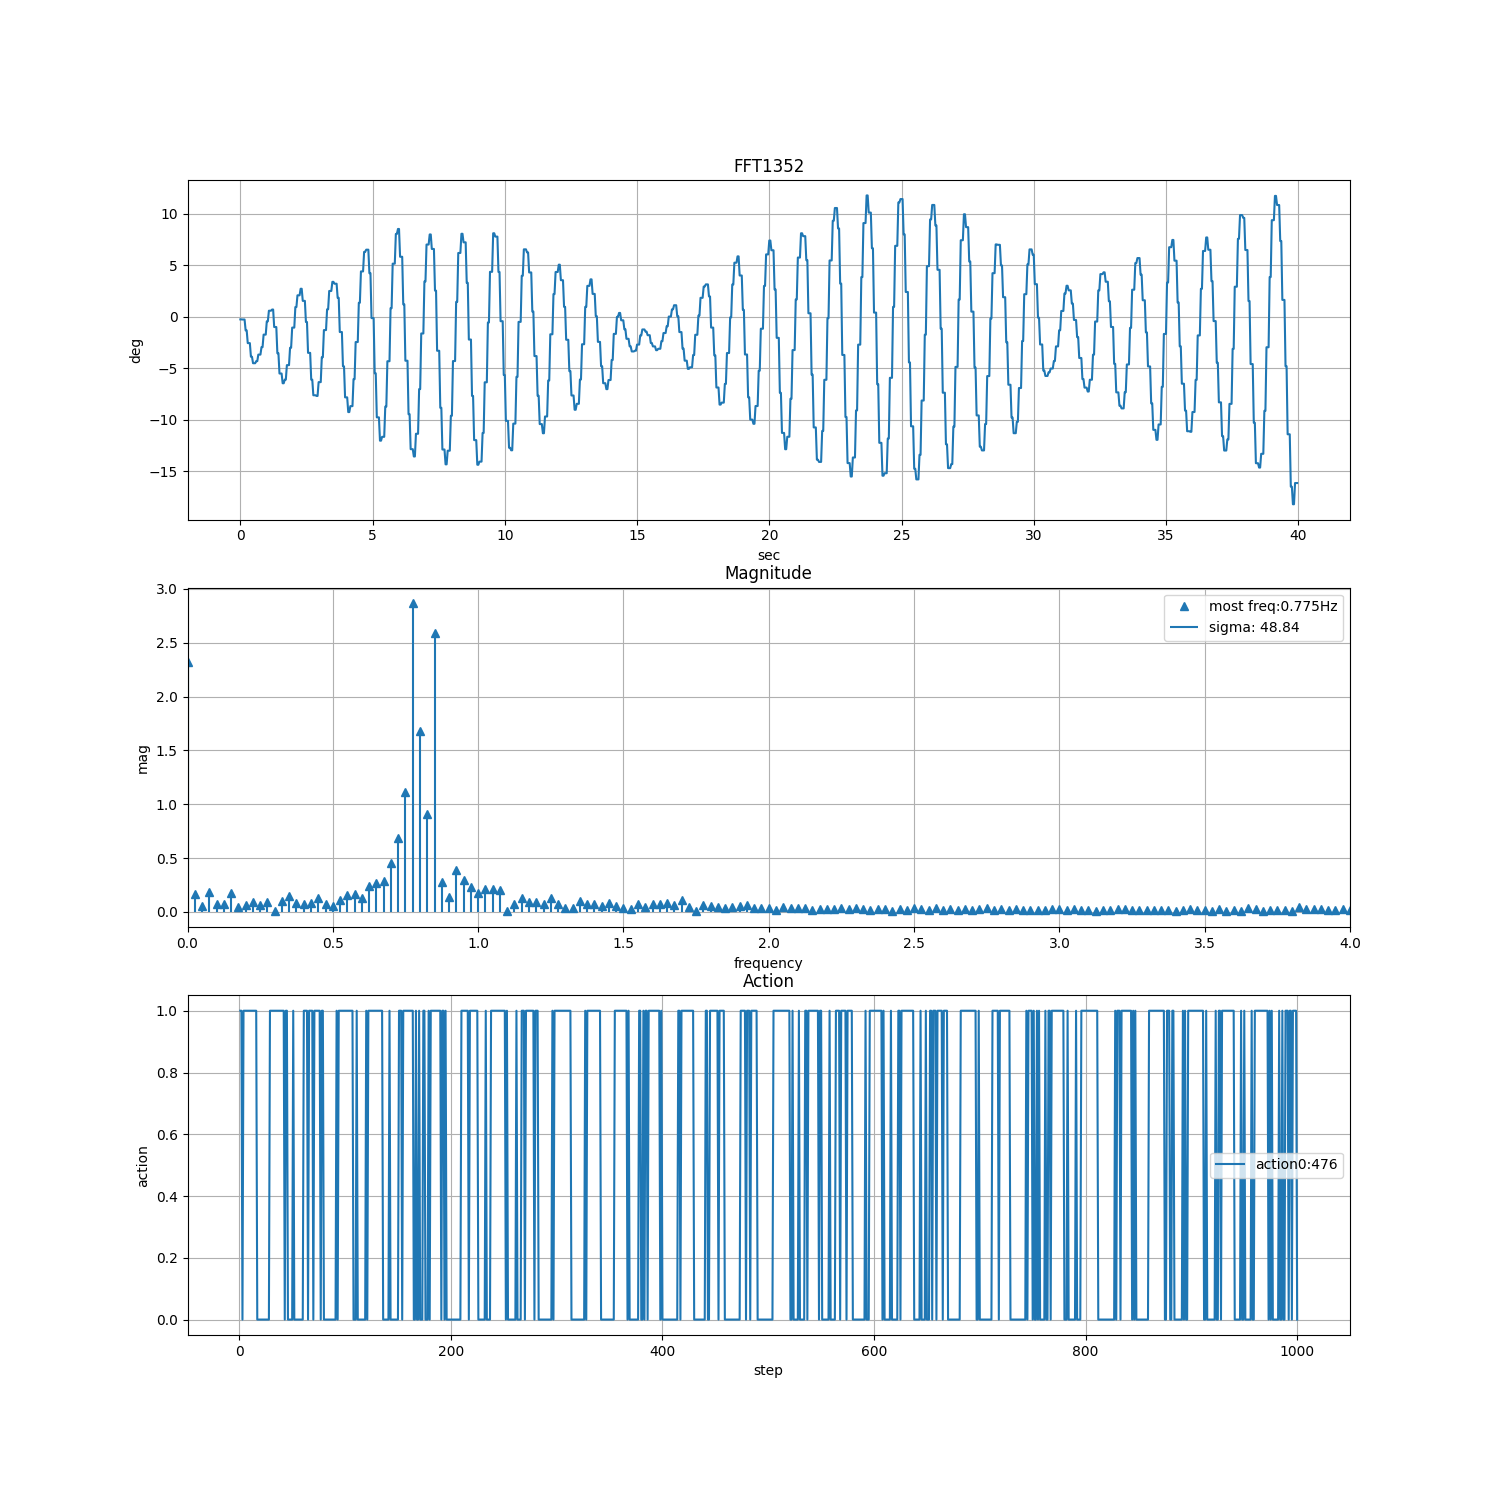 FFT1352
10
5
0
−5
−10
−15
deg
0 5 10 15 20 25 30 35 40
sec
Magnitude
3.0
2.5
2.0
1.5
1.0
0.5
0.0
mag
most freq:0.775Hz
sigma: 48.84
0.0 0.5 1.0 1.5 2.0 2.5 3.0 3.5 4.0
frequency
Action
1.0
0.8
0.6
0.4
0.2
0.0
action
action0:476
0 200 400 600 800 1000
step